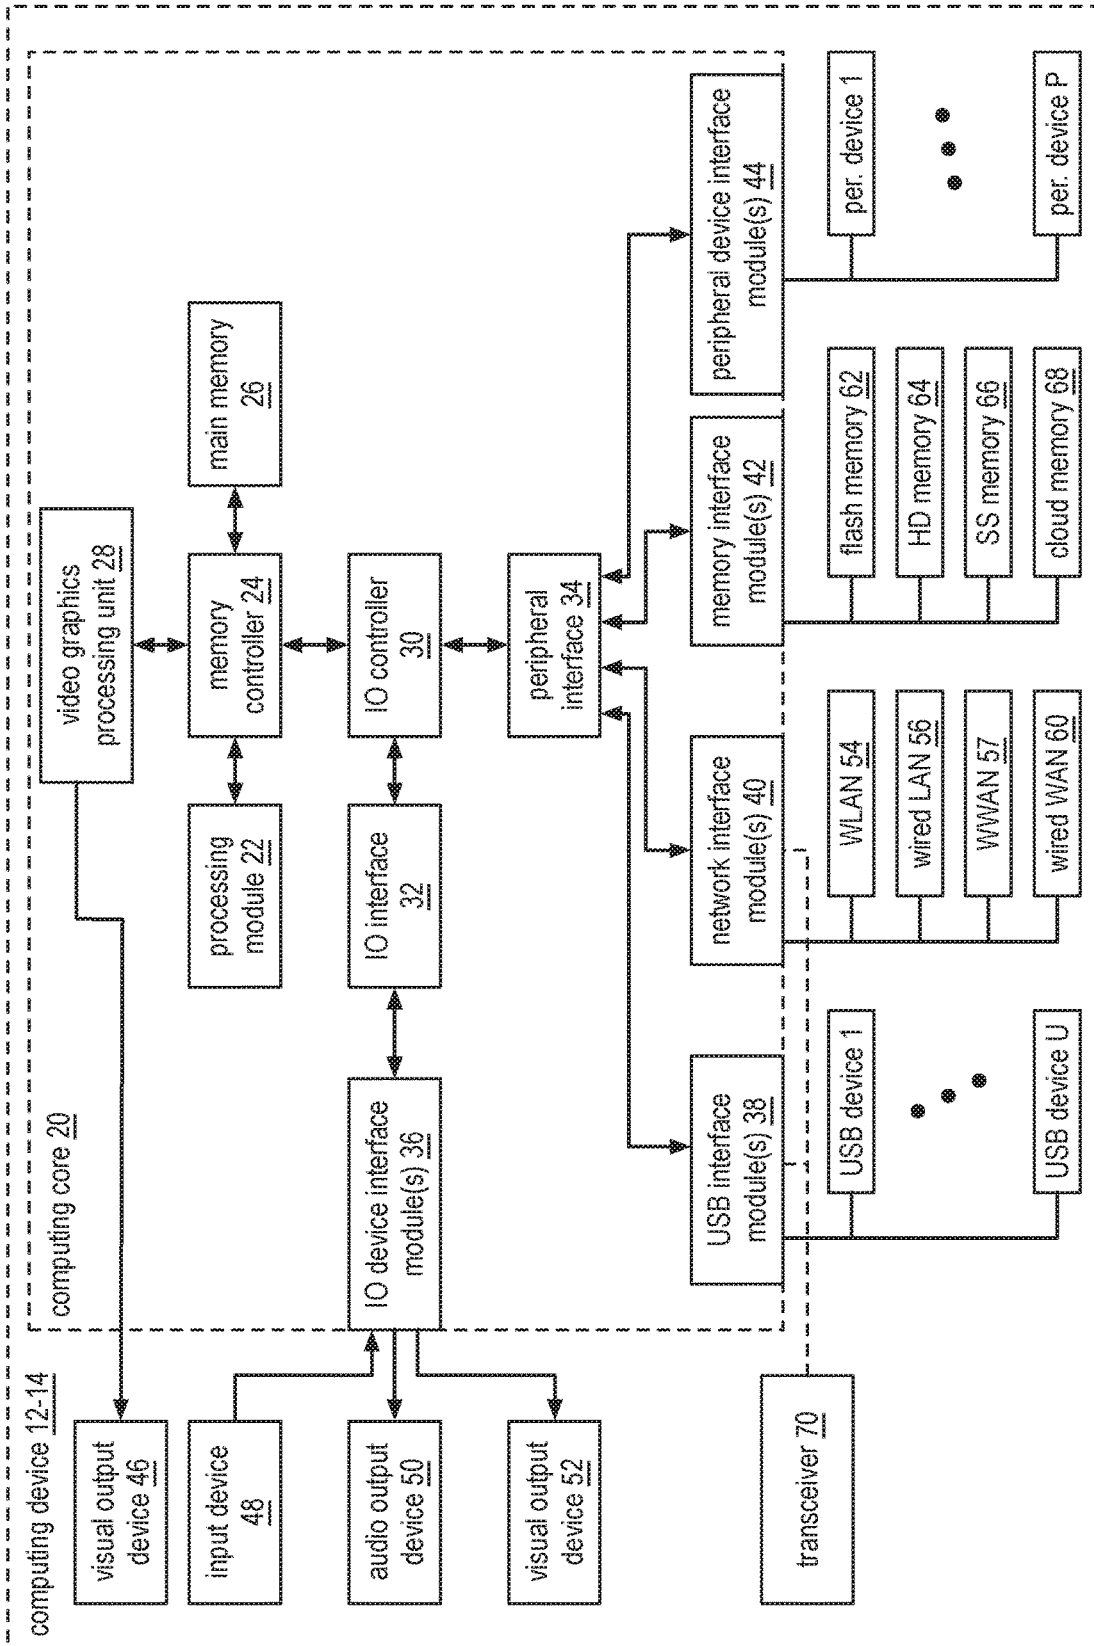 computing device 12-14
computing core 20
visual output
device 46
input device
48
audio output
device 50
visual output
device 52
transceiver 70
video graphics
processing unit 28
processing
module 22
memory
controller 24
main memory
26
IO device interface
module(s) 36
IO interface
32
IO controller
30
peripheral
interface 34
USB interface
module(s) 38
network interface
module(s) 40
memory interface
module(s) 42
peripheral device interface
module(s) 44
USB device 1
USB device U
WLAN 54
wired LAN 56
WWAN 57
wired WAN 60
flash memory 62
HD memory 64
SS memory 66
cloud memory 68
per. device 1
per. device P